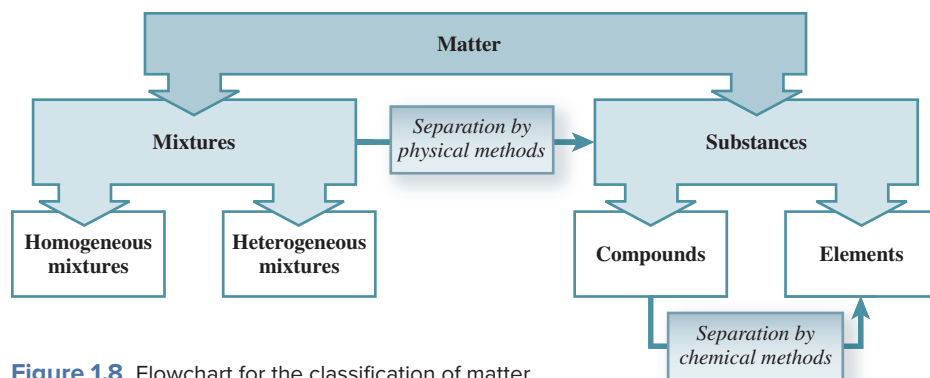 Matter
Mixtures
Separation by
physical methods
Substances
Homogeneous
mixtures
Heterogeneous
mixtures
Compounds
Elements
Separation by
chemical methods
Figure 1.8 Flowchart for the classification of matter